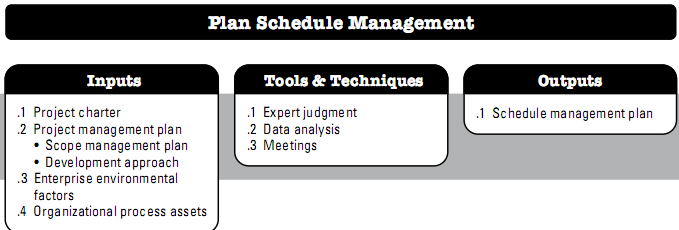 Plan Schedule Management
Inputs
.1 Project charter
.2 Project management plan
• Scope management plan
• Development approach
.3 Enterprise environmental
factors
.4 Organizational process assets
Tools & Techniques
.1 Expert judgment
.2 Data analysis
.3 Meetings
Outputs
.1 Schedule management plan